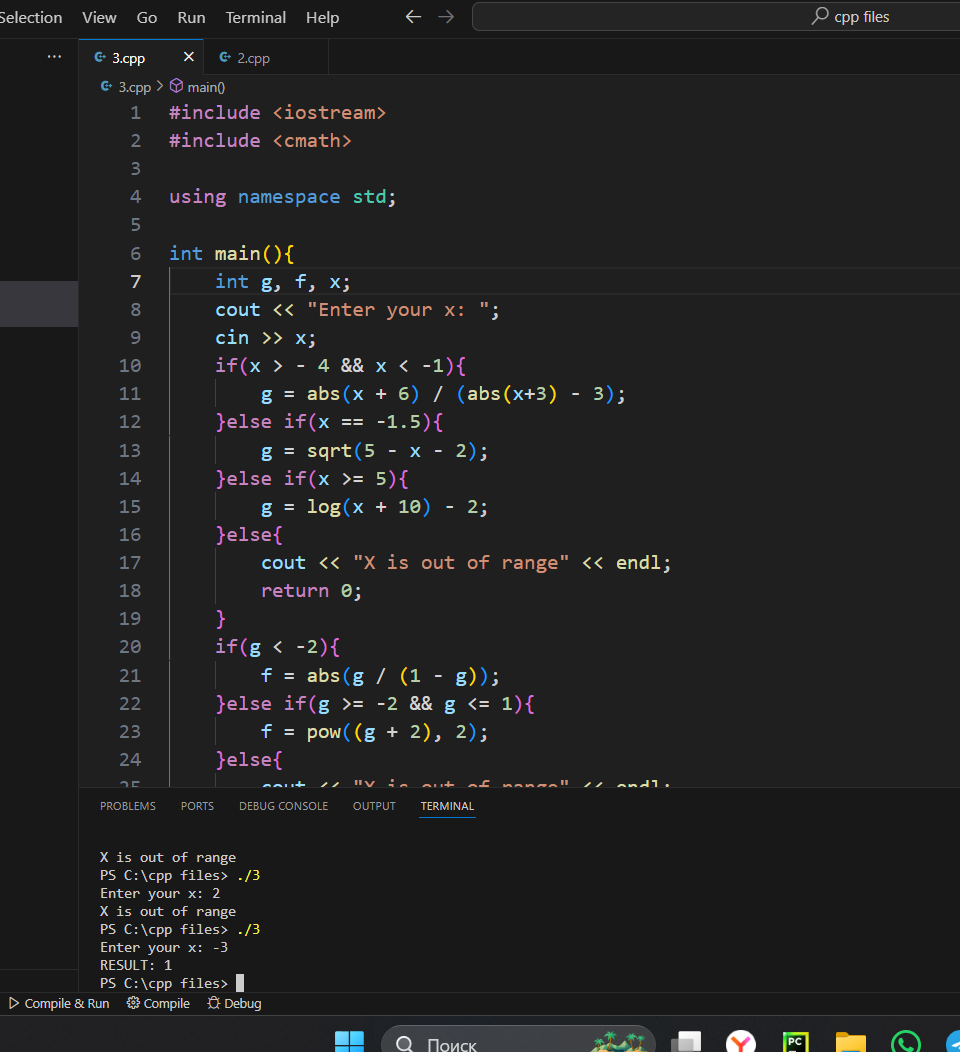 Selection View Go Run Terminal Help cpp files
3.cpp 2.cpp
3.cpp > main()
1 #include <iostream>
2 #include <cmath>
3
4 using namespace std;
5
6 int main(){
7 int g, f, x;
8 cout << "Enter your x: ";
9 cin >> x;
10 if(x > - 4 && x < -1){
11 g = abs(x + 6) / (abs(x+3) - 3);
12 }else if(x == -1.5){
13 g = sqrt(5 - x - 2);
14 }else if(x >= 5){
15 g = log(x + 10) - 2;
16 }else{
17 cout << "X is out of range" << endl;
18 return 0;
19 }
20 if(g < -2){
21 f = abs(g / (1 - g));
22 }else if(g >= -2 && g <= 1){
23 f = pow((g + 2), 2);
24 }else{
25 cout << "X is out of range" << endl;
PROBLEMS PORTS DEBUG CONSOLE OUTPUT TERMINAL
X is out of range
PS C:\cpp files> ./3
Enter your x: 2
X is out of range
PS C:\cpp files> ./3
Enter your x: -3
RESULT: 1
PS C:\cpp files>
Compile & Run Compile Debug
Поиск PC